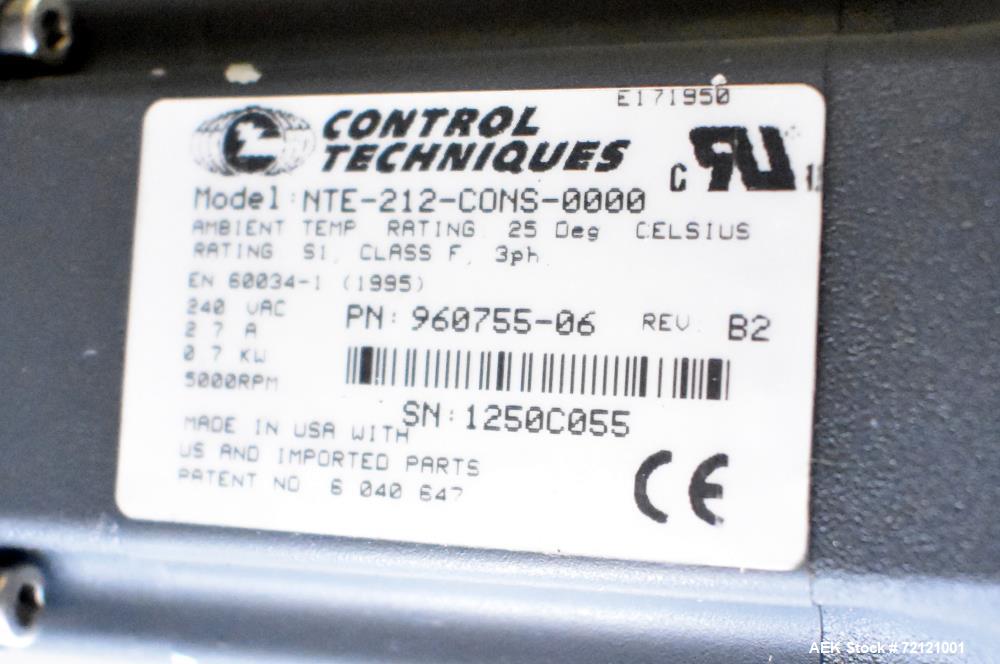 E171950
CONTROL
TECHNIQUES
Model: NTE-212-CONS-0000
AMBIENT TEMP RATING 25 Deg CELSIUS
RATING S1, CLASS F, 3ph
EN 60034-1 (1995)
240 VAC
2 7 A
0 7 KW
5000RPM
PN: 960755-06 REV. B2
SN: 1250C055
MADE IN USA WITH
US AND IMPORTED PARTS
PATENT NO 6 040 647
C RU
CE
AEK Stock # 72121001